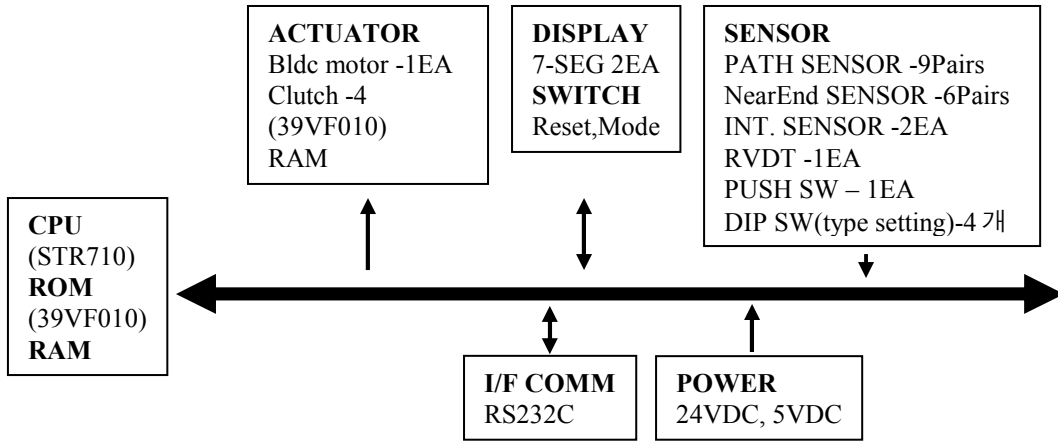 ACTUATOR
Bldc motor -1EA
Clutch -4
(39VF010)
RAM
DISPLAY
7-SEG 2EA
SWITCH
Reset,Mode
SENSOR
PATH SENSOR -9Pairs
NearEnd SENSOR -6Pairs
INT. SENSOR -2EA
RVDT -1EA
PUSH SW – 1EA
DIP SW(type setting)-4 개
CPU
(STR710)
ROM
(39VF010)
RAM
I/F COMM
RS232C
POWER
24VDC, 5VDC